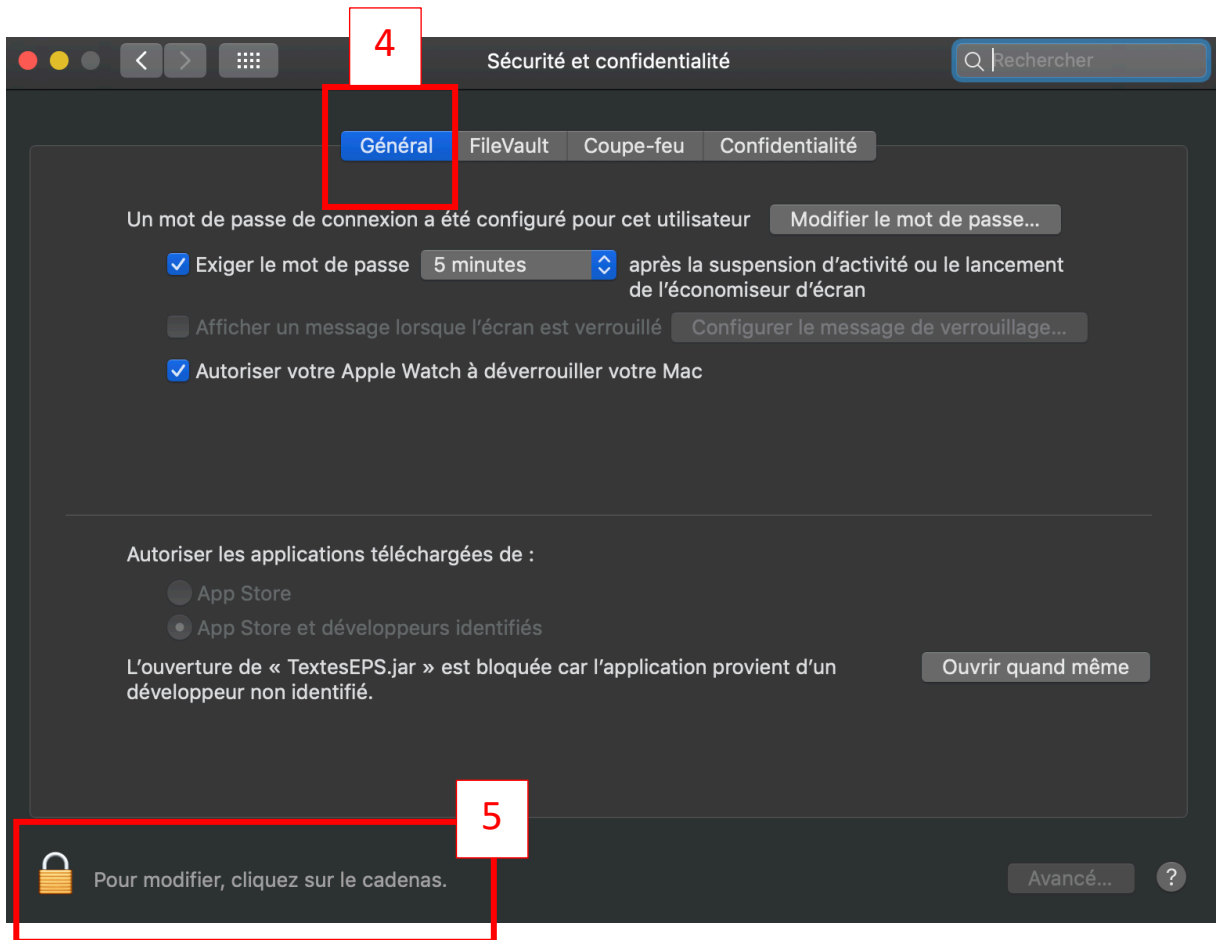 4
Sécurité et confidentialité
Rechercher
Général FileVault Coupe-feu Confidentialité
Un mot de passe de connexion a été configuré pour cet utilisateur Modifier le mot de passe...
Exiger le mot de passe 5 minutes après la suspension d’activité ou le lancement
de l’économiseur d’écran
Afficher un message lorsque l’écran est verrouillé Configurer le message de verrouillage...
Autoriser votre Apple Watch à déverrouiller votre Mac
Autoriser les applications téléchargées de :
App Store
App Store et développeurs identifiés
L’ouverture de « TextesEPS.jar » est bloquée car l’application provient d’un
développeur non identifié.
Ouvrir quand même
5
Pour modifier, cliquez sur le cadenas.
Avancé... ?